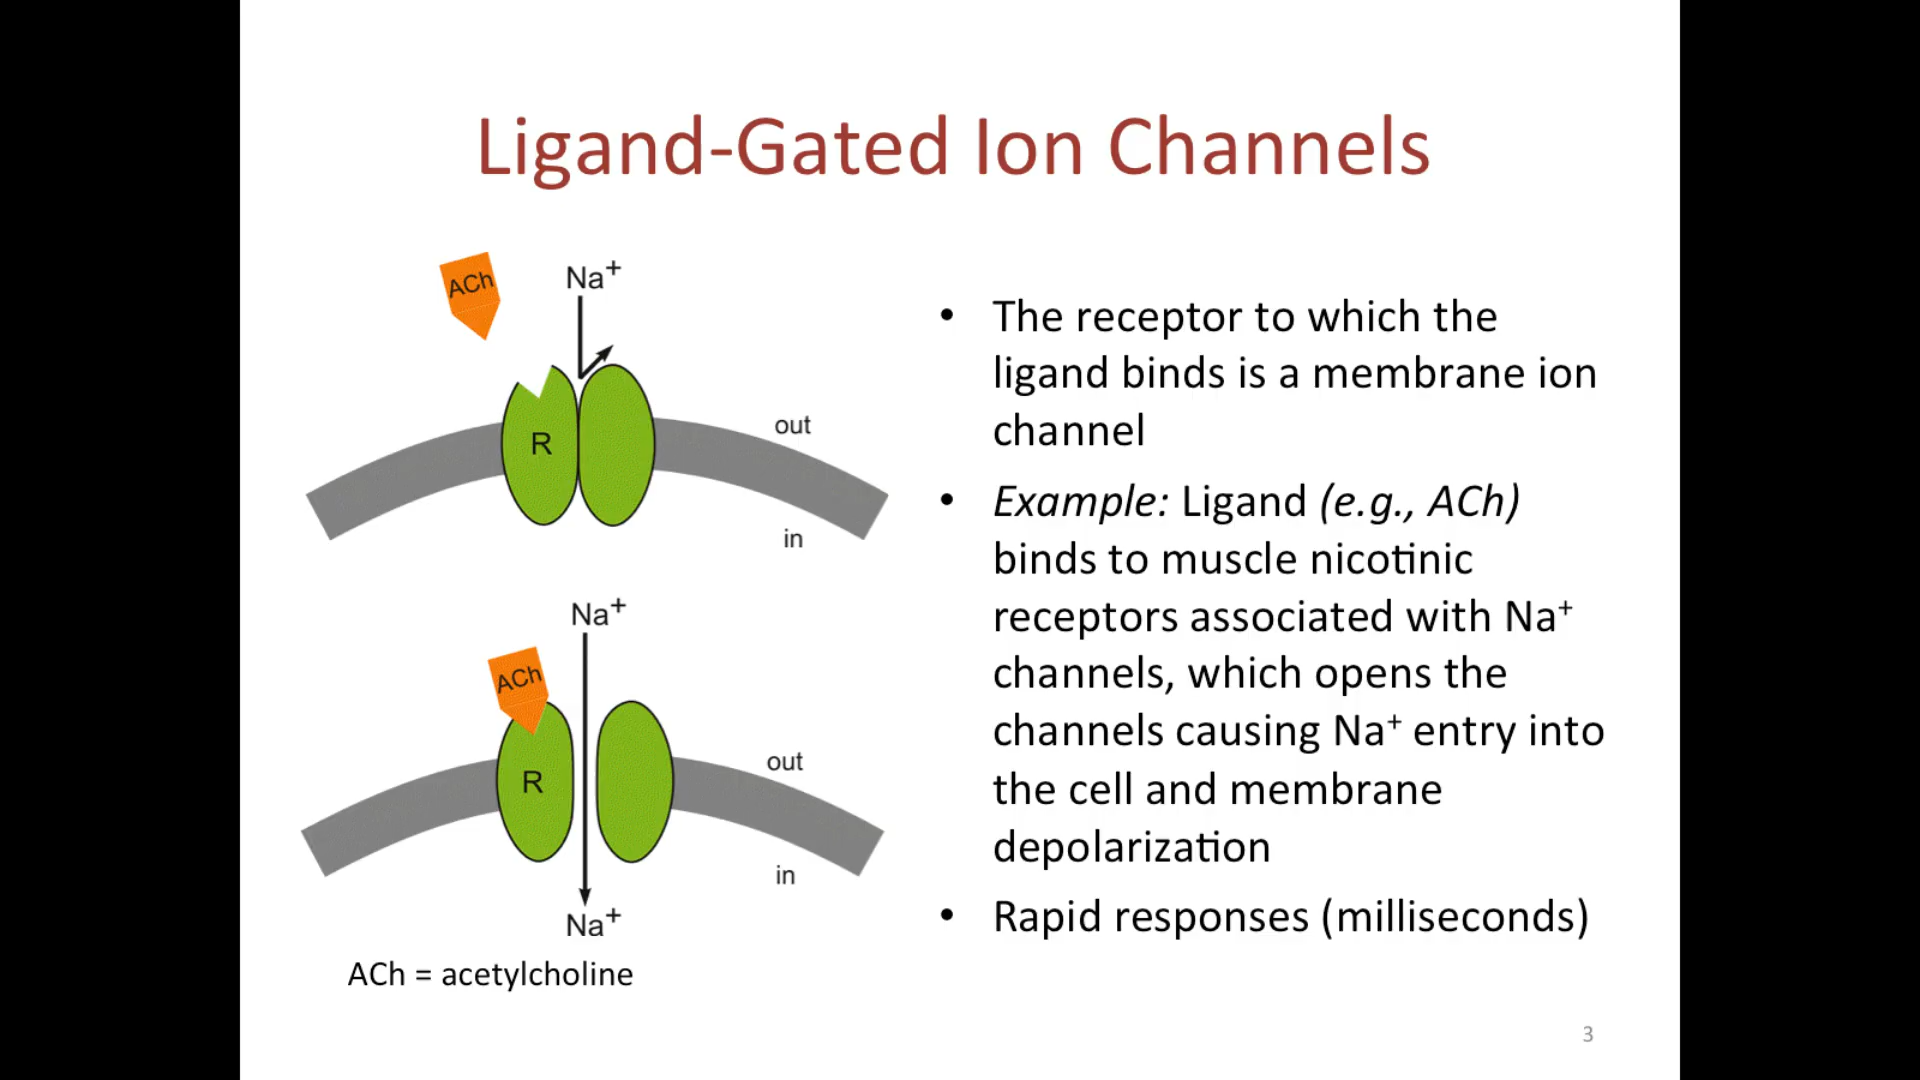 Ligand-Gated Ion Channels
ACh
Na+
R
out
in
Na+
ACh
R
out
in
Na+
ACh = acetylcholine
• The receptor to which the
ligand binds is a membrane ion
channel
• Example: Ligand (e.g., ACh)
binds to muscle nicotinic
receptors associated with Na+
channels, which opens the
channels causing Na+ entry into
the cell and membrane
depolarization
• Rapid responses (milliseconds)
3